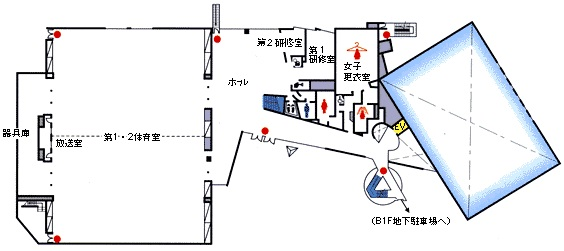 第2研修室
第1
研修室
女子
更衣室
ホール
器具庫
放送室
第1・2体育室
(B1F地下駐車場へ)